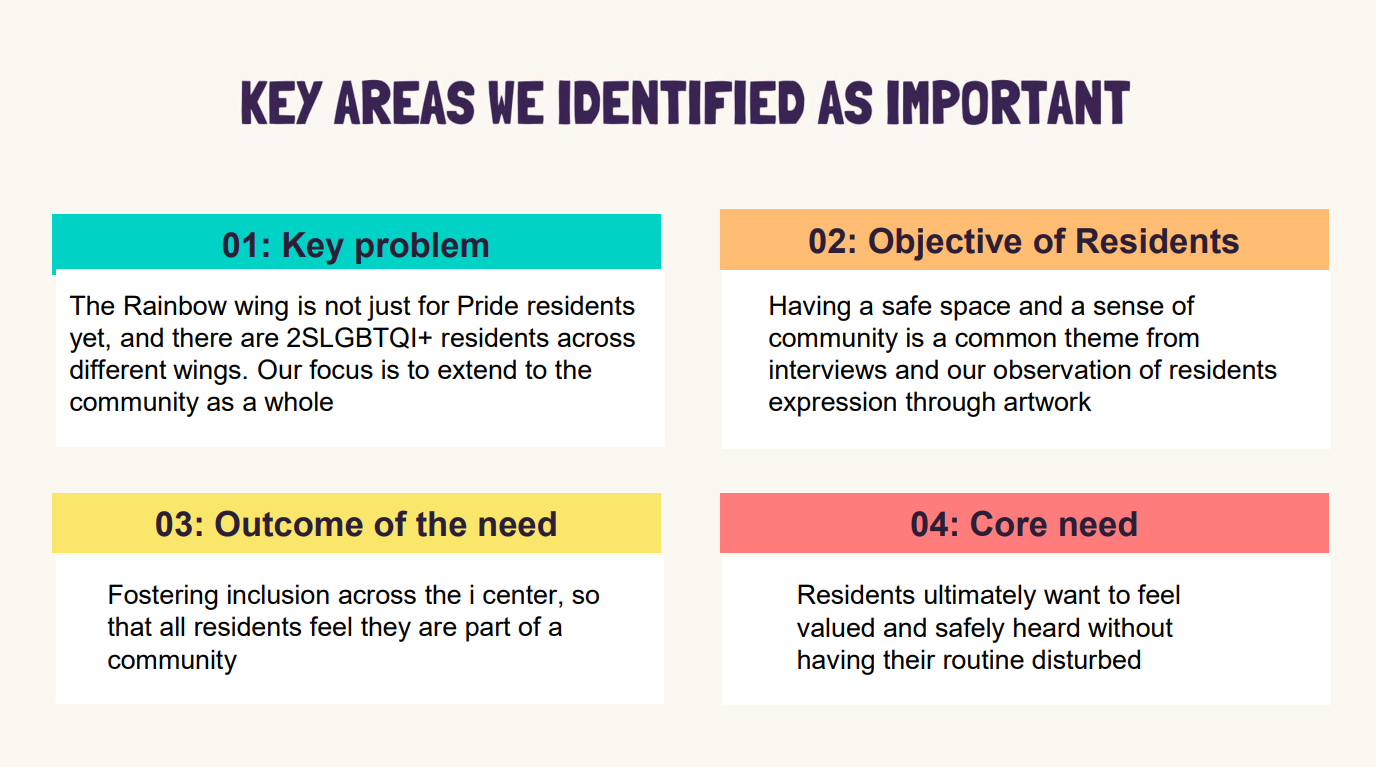 KEY AREAS WE IDENTIFIED AS IMPORTANT
01: Key problem
The Rainbow wing is not just for Pride residents
yet, and there are 2SLGBTQI+ residents across
different wings. Our focus is to extend to the
community as a whole
02: Objective of Residents
Having a safe space and a sense of
community is a common theme from
interviews and our observation of residents
expression through artwork
03: Outcome of the need
Fostering inclusion across the i center, so
that all residents feel they are part of a
community
04: Core need
Residents ultimately want to feel
valued and safely heard without
having their routine disturbed